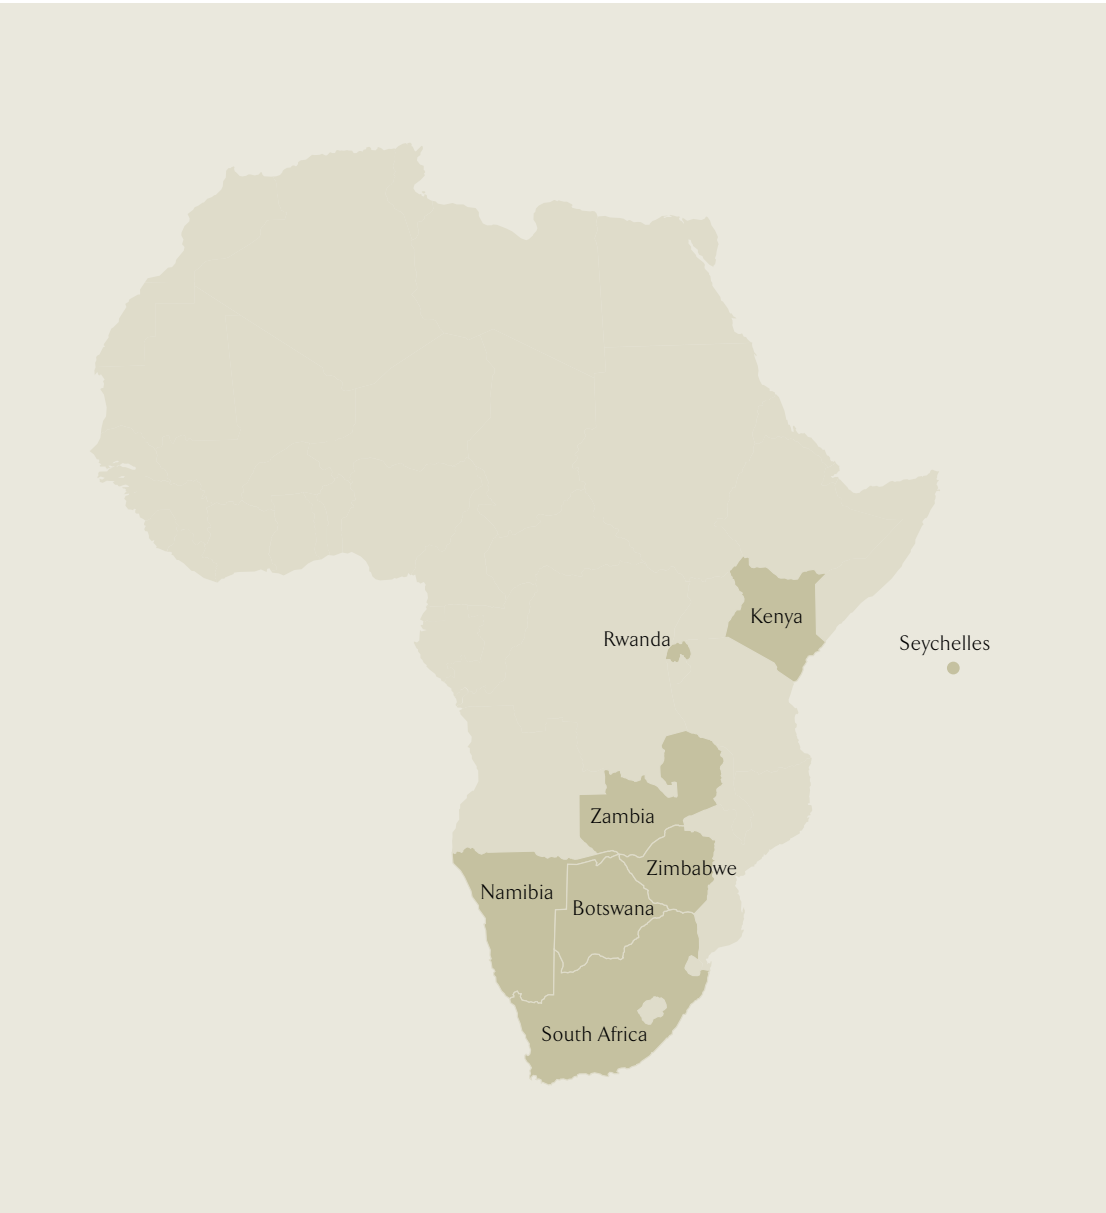 Kenya
Rwanda
Seychelles
Zambia
Zimbabwe
Namibia
Botswana
South Africa